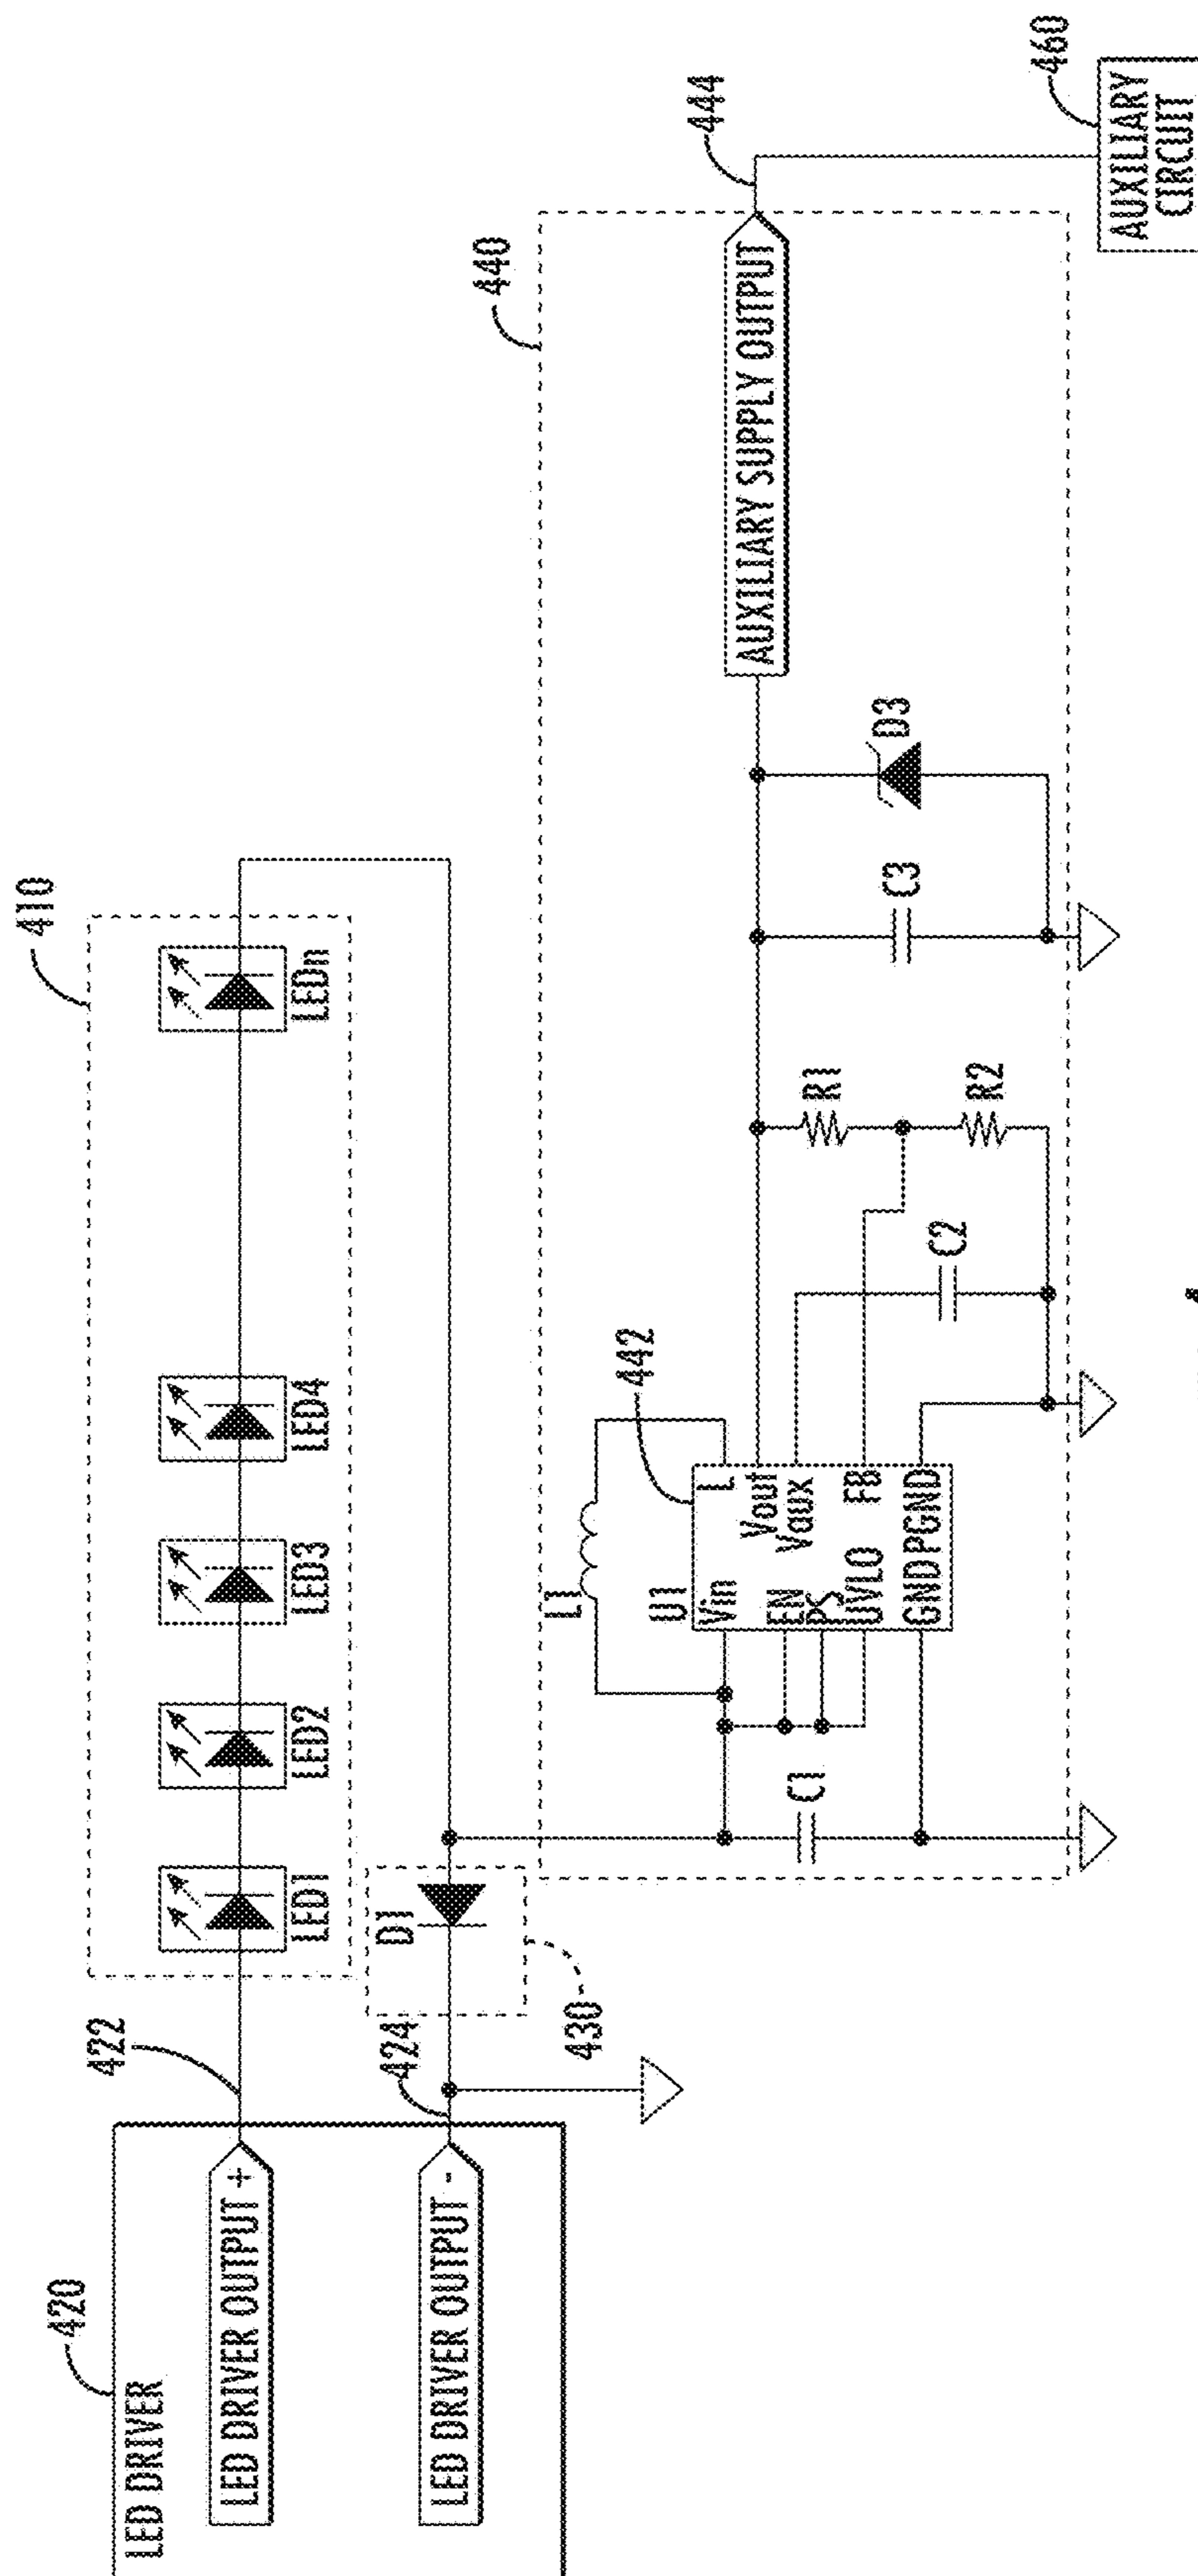 420
LED DRIVER
LED DRIVER OUTPUT +
LED DRIVER OUTPUT -
422
424
410
LED1
LED2
LED3
LED4
LEDn
D1
430
440
L1
U1
442
Vin
EN
PS
UVLO
GND
L
Vout
Vaux
FB
PGND
C1
C2
R1
R2
C3
D3
AUXILIARY SUPPLY OUTPUT
444
460
AUXILIARY
CIRCUIT